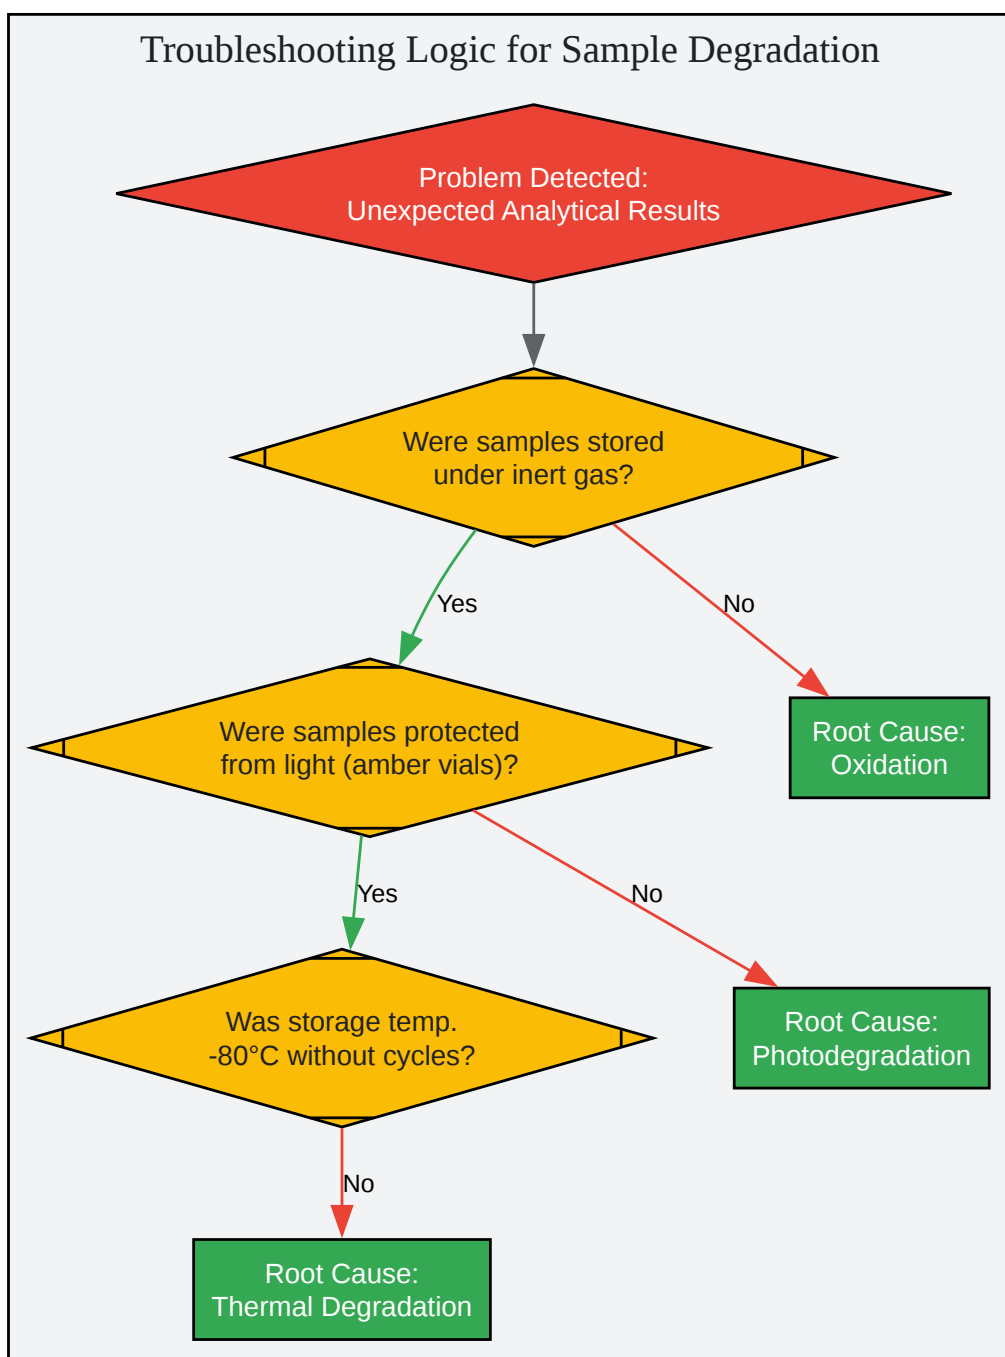 Troubleshooting Logic for Sample Degradation
Problem Detected:
Unexpected Analytical Results
Were samples stored
under inert gas?
Yes
No
Were samples protected
from light (amber vials)?
Root Cause:
Oxidation
Yes
No
Was storage temp.
-80°C without cycles?
Root Cause:
Photodegradation
No
Root Cause:
Thermal Degradation